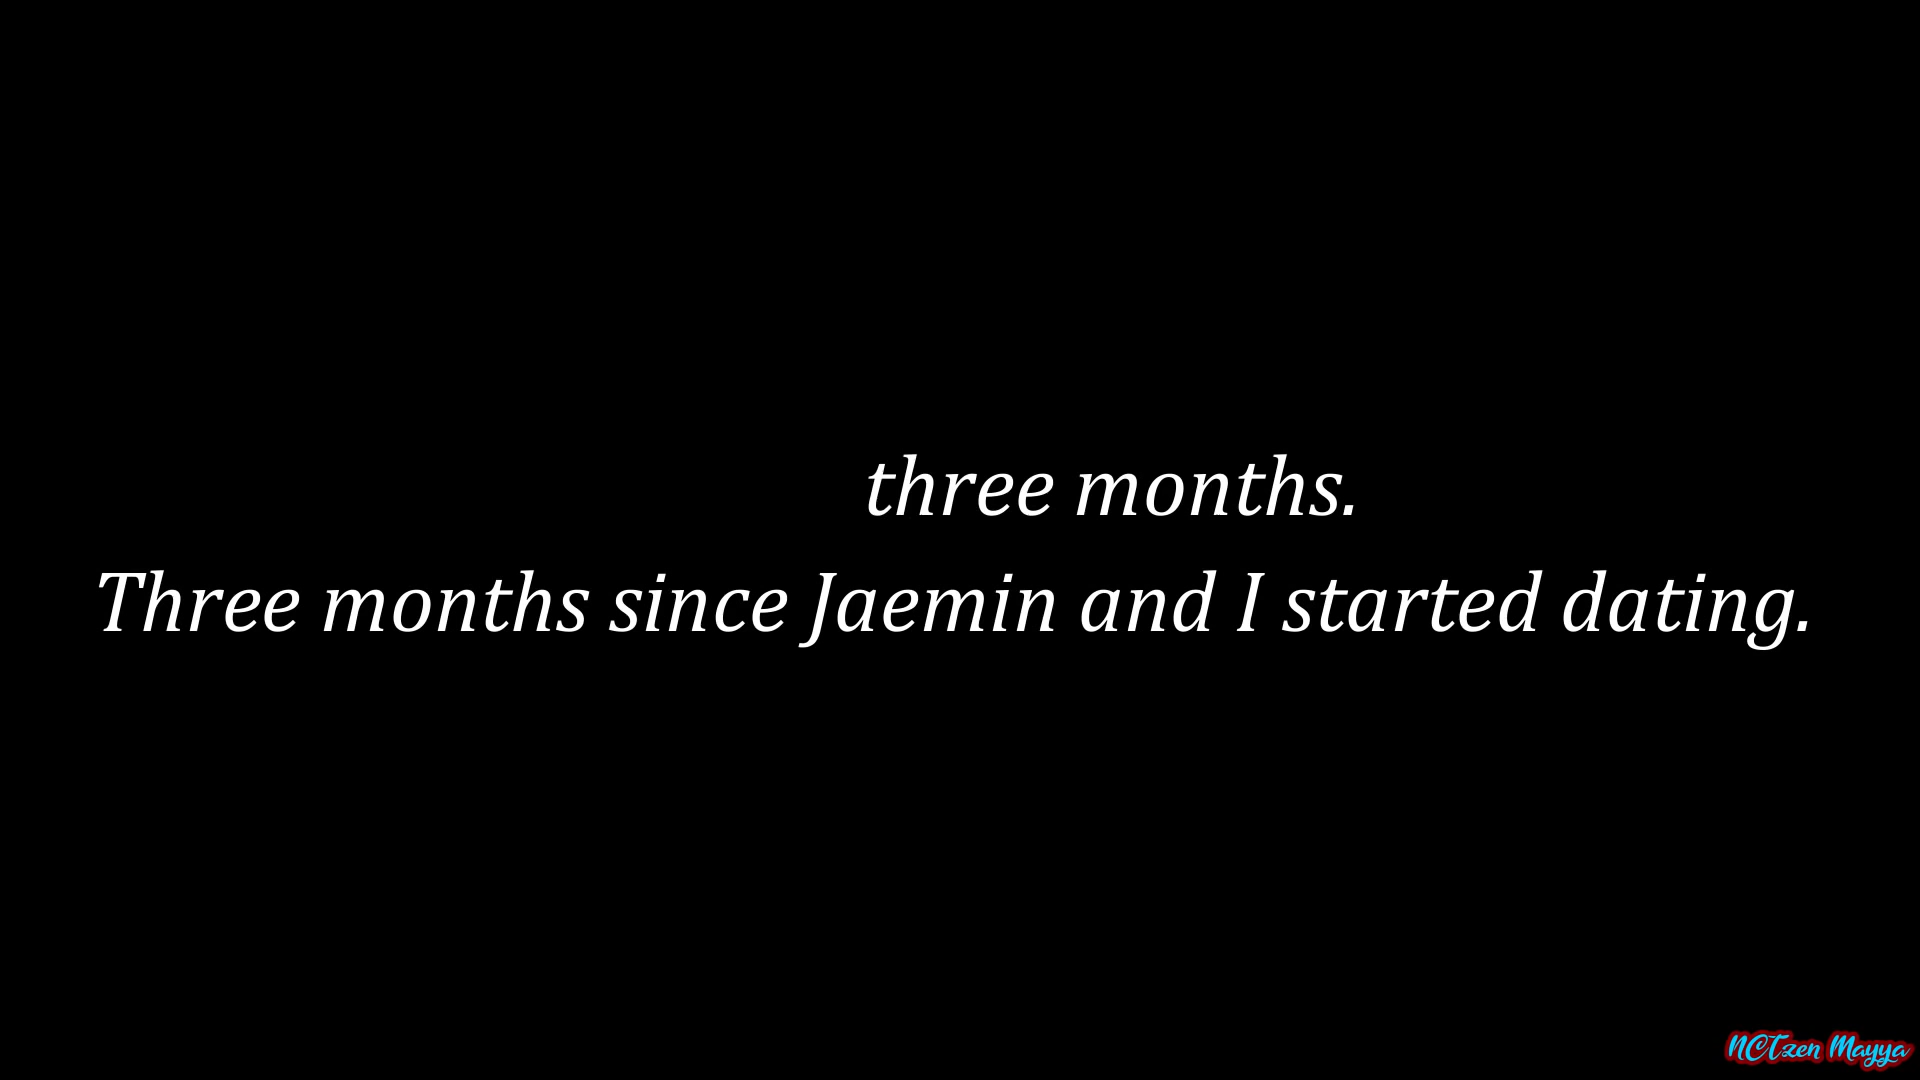 three months.
Three months since Jaemin and I started dating.
NCTzen Mayya